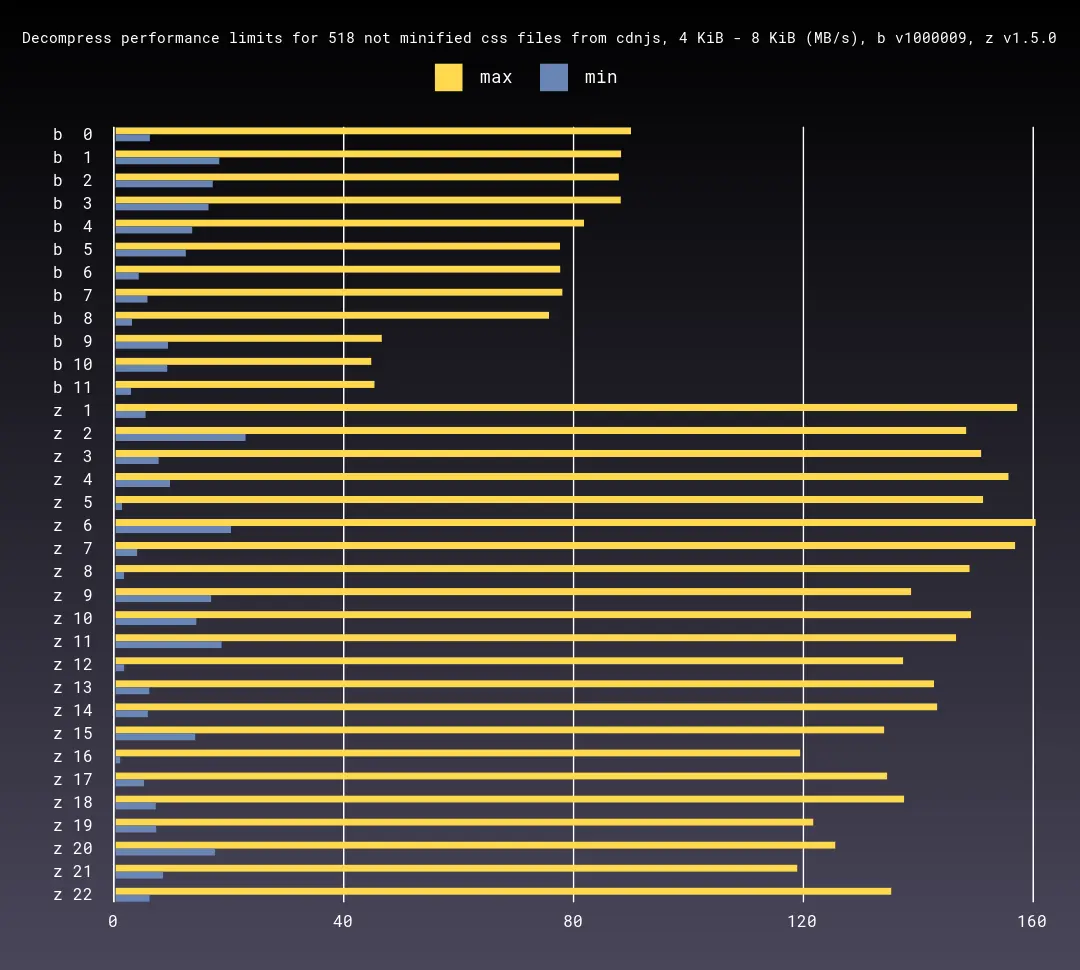 Decompress performance limits for 518 not minified css files from cdnjs, 4 KiB - 8 KiB (MB/s), b v1000009, z v1.5.0
max min
b 0
b 1
b 2
b 3
b 4
b 5
b 6
b 7
b 8
b 9
b 10
b 11
z 1
z 2
z 3
z 4
z 5
z 6
z 7
z 8
z 9
z 10
z 11
z 12
z 13
z 14
z 15
z 16
z 17
z 18
z 19
z 20
z 21
z 22
0 40 80 120 160